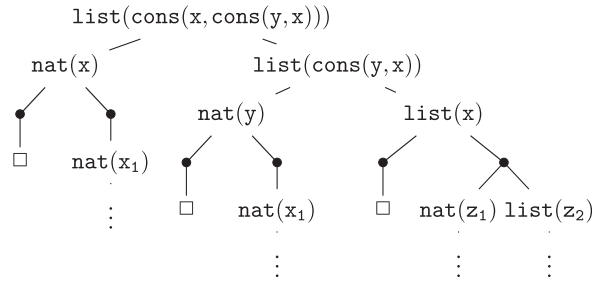 list(cons(x,cons(y,x)))
nat(x) list(cons(y,x))
nat(y) list(x)
nat(x₁)
nat(x₁) nat(z₁) list(z₂)